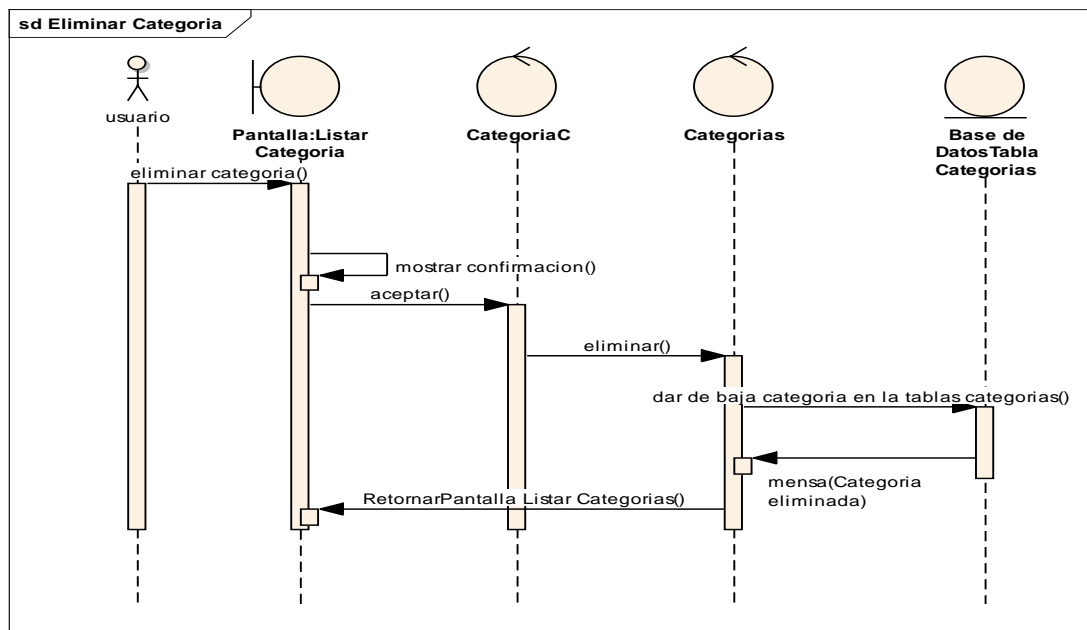 sd Eliminar Categoria
usuario
Pantalla:Listar
Categoria
CategoriaC
Categorias
Base de
DatosTabla
Categorias
eliminar categoria()
mostrar confirmacion()
aceptar()
eliminar()
dar de baja categoria en la tablas categorias()
mensa(Categoria
eliminada)
RetornarPantalla Listar Categorias()